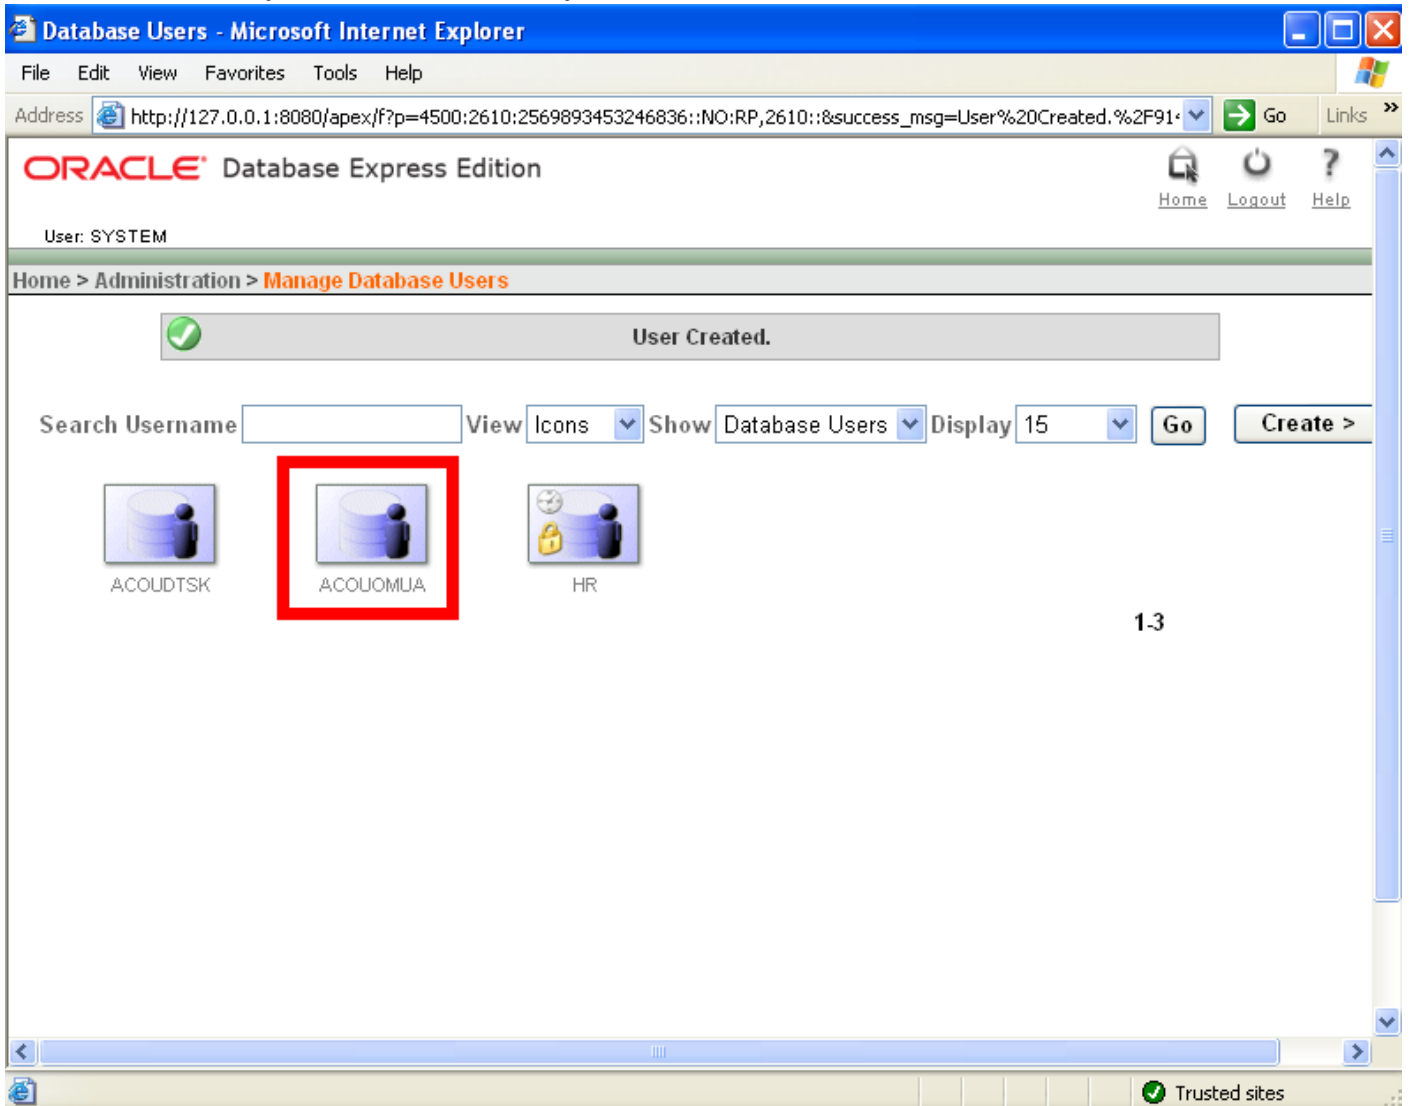 Database Users - Microsoft Internet Explorer
File Edit View Favorites Tools Help
Address http://127.0.0.1:8080/apex/f?p=4500:2610:2569893453246836::NO:RP,2610::&success_msg=User%20Created.%2F91 Go Links »
ORACLE Database Express Edition
Home Logout Help
User: SYSTEM
Home > Administration > Manage Database Users
User Created.
Search Username View Icons Show Database Users Display 15 Go Create >
ACOUDTSK ACOUOMUA HR
1-3
Trusted sites